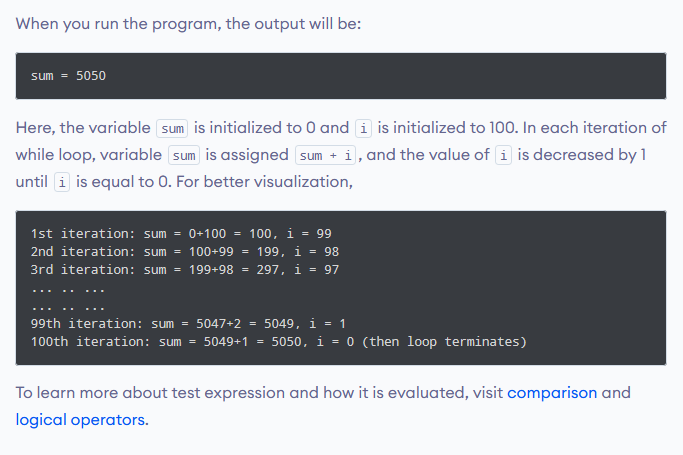 When you run the program, the output will be:
sum = 5050
Here, the variable sum is initialized to 0 and i is initialized to 100. In each iteration of
while loop, variable sum is assigned sum + i, and the value of i is decreased by 1
until i is equal to 0. For better visualization,
1st iteration: sum = 0+100 = 100, i = 99
2nd iteration: sum = 100+99 = 199, i = 98
3rd iteration: sum = 199+98 = 297, i = 97
... .. ...
... .. ...
99th iteration: sum = 5047+2 = 5049, i = 1
100th iteration: sum = 5049+1 = 5050, i = 0 (then loop terminates)
To learn more about test expression and how it is evaluated, visit comparison and
logical operators.